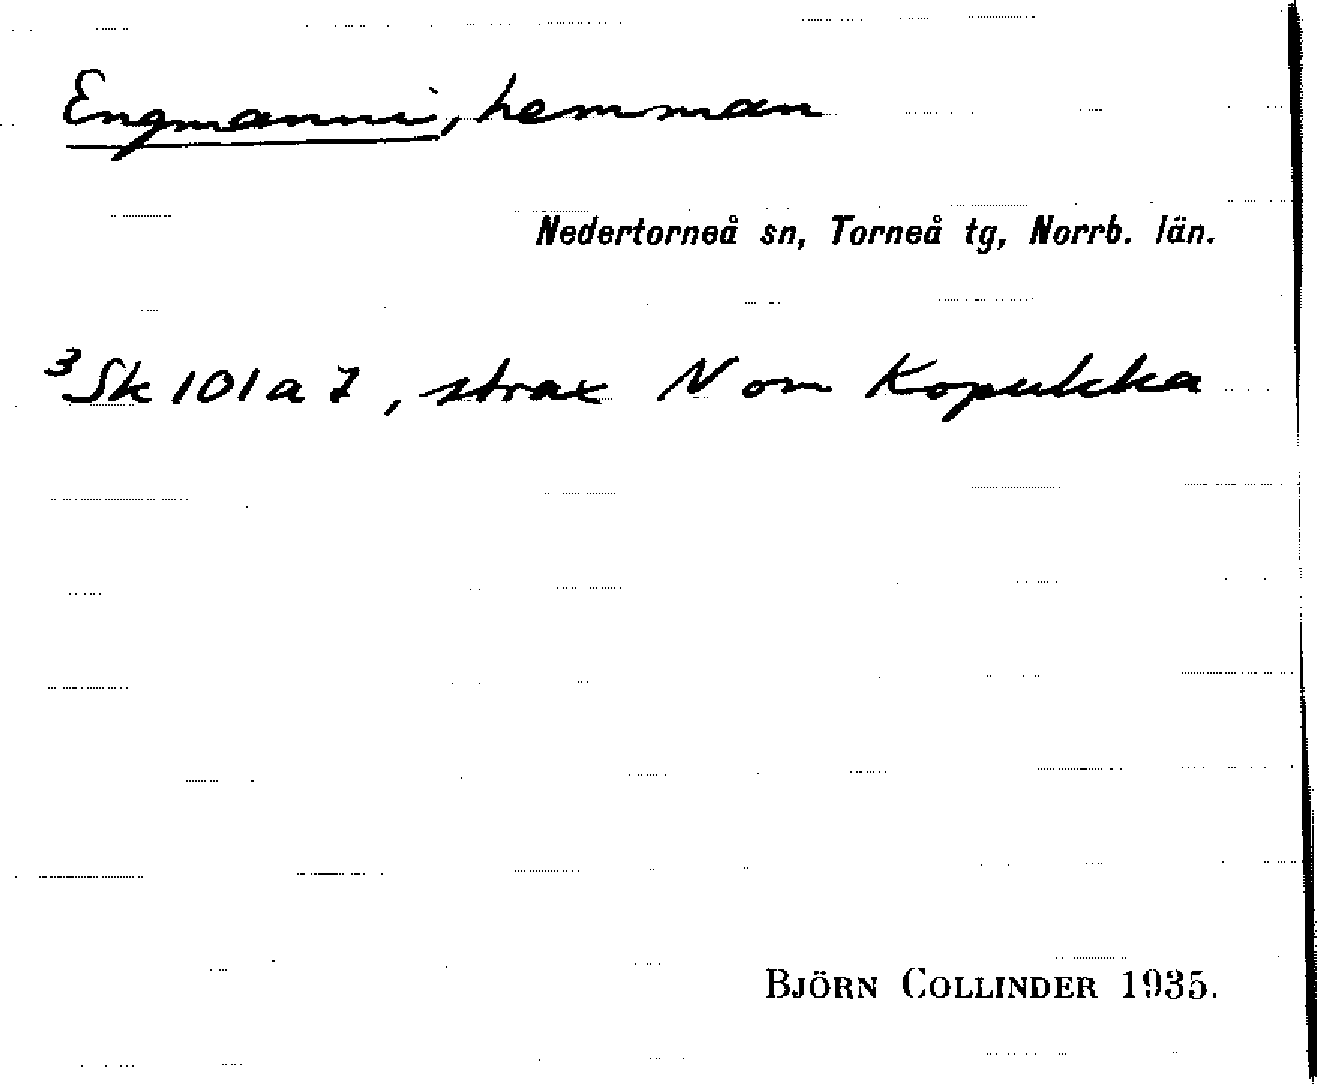 Engmanni, hemman
Nedertorneå sn, Torneå tg, Norrb. län.
³Sk 101 a 7, strax N om Kopukka
BJÖRN COLLINDER 1935.